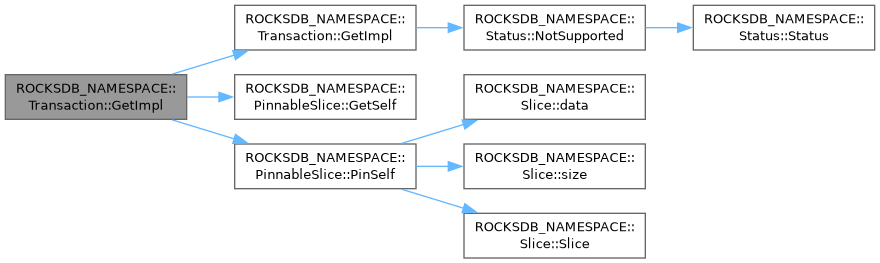 ROCKSDB_NAMESPACE::
Transaction::GetImpl
ROCKSDB_NAMESPACE::
Transaction::GetImpl
ROCKSDB_NAMESPACE::
Status::NotSupported
ROCKSDB_NAMESPACE::
Status::Status
ROCKSDB_NAMESPACE::
PinnableSlice::GetSelf
ROCKSDB_NAMESPACE::
PinnableSlice::PinSelf
ROCKSDB_NAMESPACE::
Slice::data
ROCKSDB_NAMESPACE::
Slice::size
ROCKSDB_NAMESPACE::
Slice::Slice